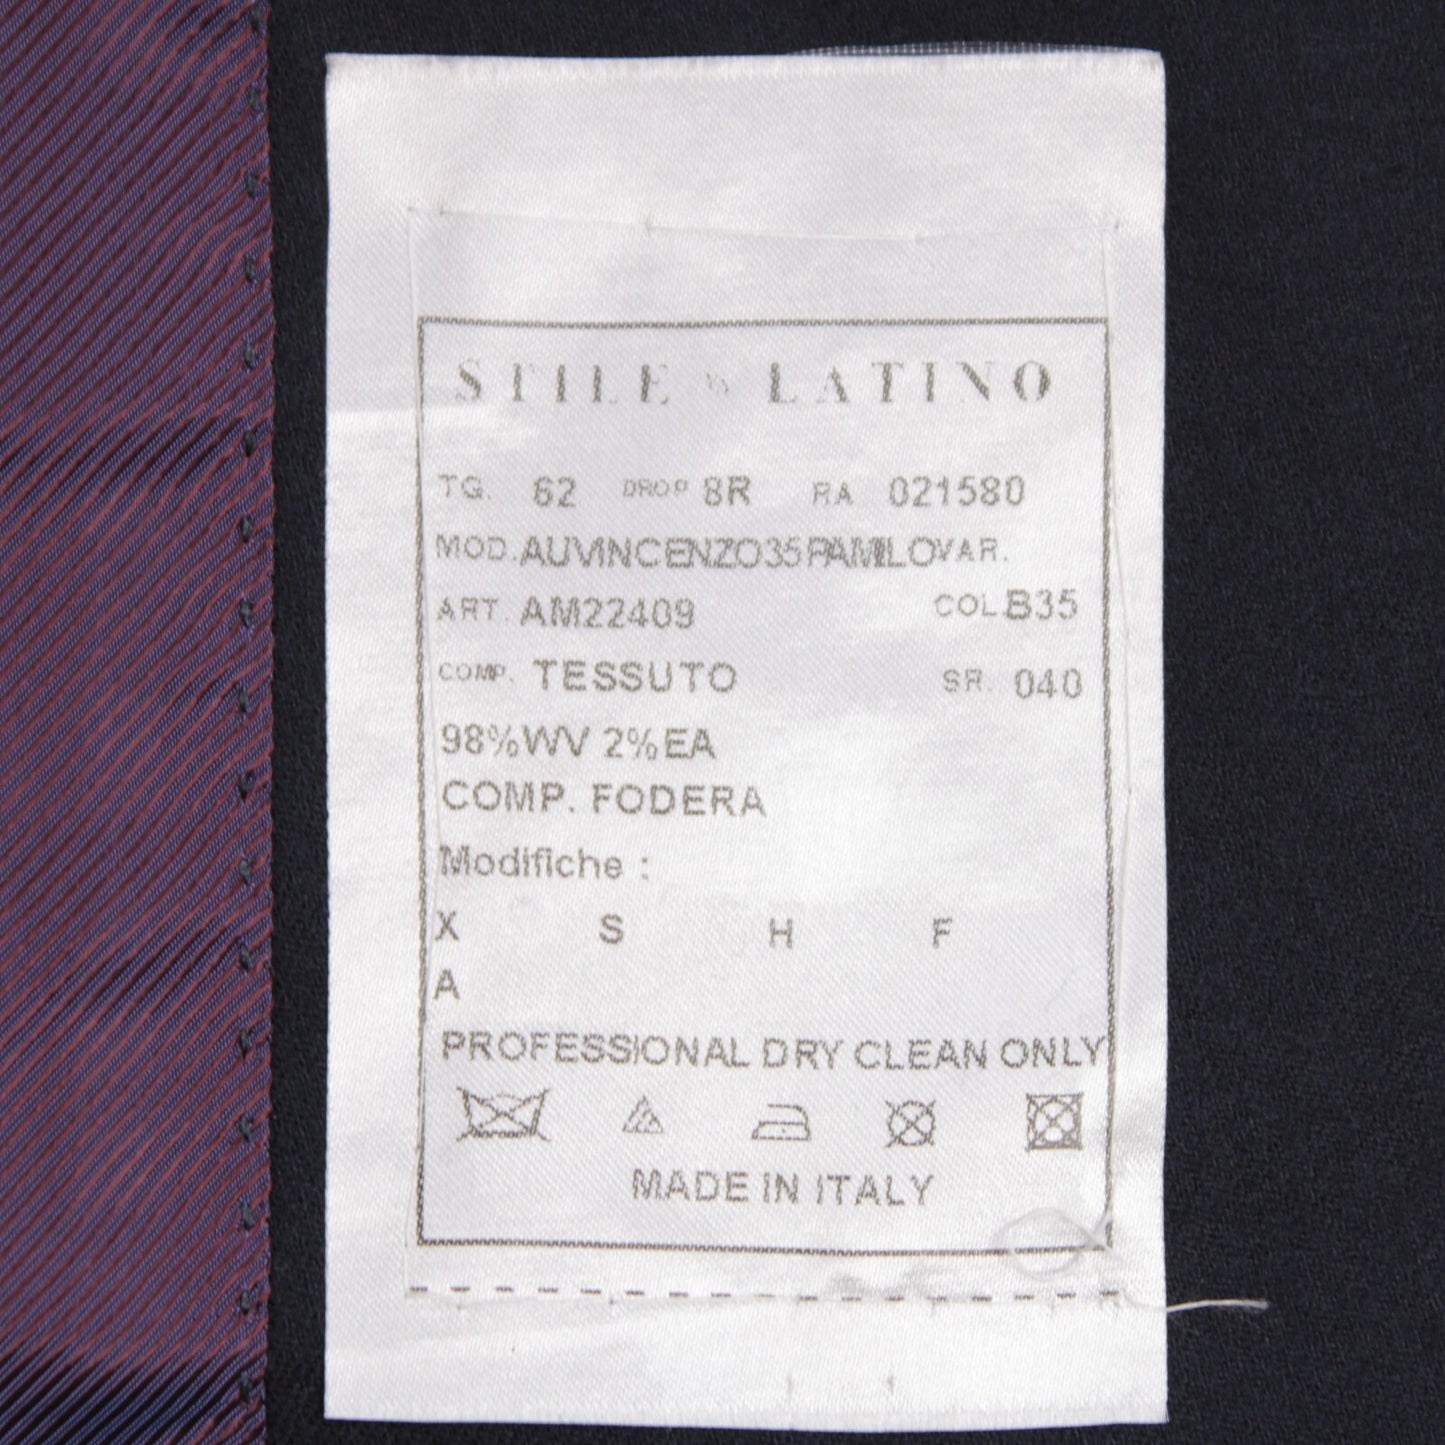 STILE LATINO
TG. 62 DROP 8R RA 021580
MOD.AUVINCENZO35PAMILOVAR.
ART. AM22409 COL.B35
COMP. TESSUTO SR. 040
98%WV 2%EA
COMP. FODERA
Modifiche :
X S H F
A
PROFESSIONAL DRY CLEAN ONLY
MADE IN ITALY